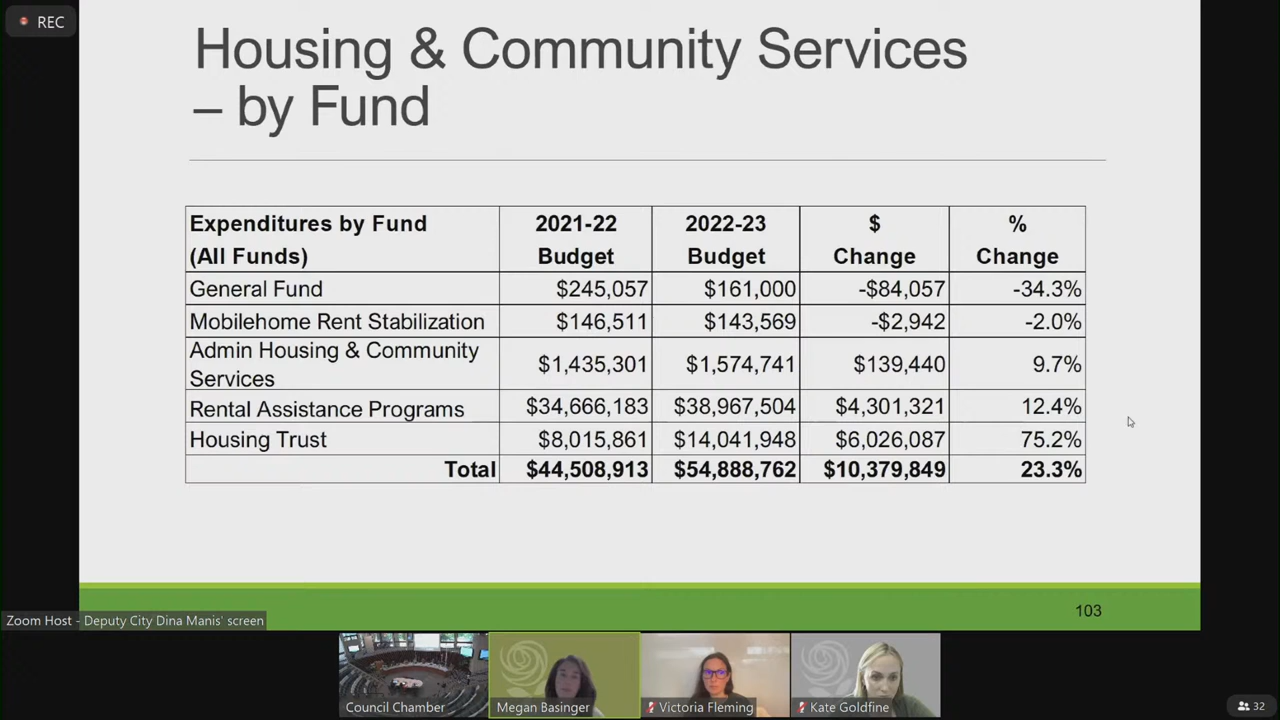 REC
Housing & Community Services
– by Fund
Expenditures by Fund (All Funds) 2021-22 Budget 2022-23 Budget $ Change % Change
General Fund $245,057 $161,000 -$84,057 -34.3%
Mobilehome Rent Stabilization $146,511 $143,569 -$2,942 -2.0%
Admin Housing & Community Services $1,435,301 $1,574,741 $139,440 9.7%
Rental Assistance Programs $34,666,183 $38,967,504 $4,301,321 12.4%
Housing Trust $8,015,861 $14,041,948 $6,026,087 75.2%
Total $44,508,913 $54,888,762 $10,379,849 23.3%
103
Zoom Host - Deputy City Dina Manis' screen
Council Chamber
Megan Basinger
Victoria Fleming
Kate Goldfine
32